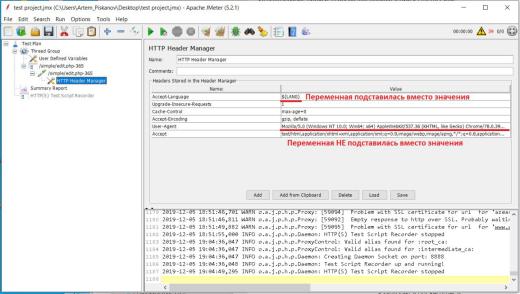 test project.jmx (C:\Users\Artem_Piskanov\Desktop\test project.jmx) - Apache JMeter (5.2.1)
File Edit Search Run Options Tools Help
00:00:00 39 0/0
Test Plan
Thread Group
User Defined Variables
/simple/edit.php-365
/simple/edit.php-365
HTTP Header Manager
Summary Report
HTTP(S) Test Script Recorder
HTTP Header Manager
Name: HTTP Header Manager
Comments:
Headers Stored in the Header Manager
Name: Value
Accept-Language ${LANG} Переменная подставилась вместо значения
Upgrade-Insecure-Requests 1
Cache-Control max-age=0
Accept-Encoding gzip, deflate
User-Agent Mozilla/5.0 (Windows NT 10.0; Win64; x64) AppleWebKit/537.36 (KHTML, like Gecko) Chrome/78.0.39...
Accept text/html,application/xhtml+xml,application/xml;q=0.9,image/webp,image/apng,*/*;q=0.8,application...
Переменная НЕ подставилась вместо значения
Add Add from Clipboard Delete Load Save
1179 2019-12-05 18:51:46,701 WARN o.a.j.p.h.p.Proxy: [59094] Problem with SSL certificate for url for
1180 2019-12-05 18:51:46,811 WARN o.a.j.p.h.p.Proxy: [59092] Empty response to http over SSL. Probably
1181 2019-12-05 18:51:49,882 WARN o.a.j.p.h.p.Proxy: [59095] Problem with SSL certificate for url for
1182 2019-12-05 18:51:55,000 INFO o.a.j.p.h.p.Daemon: HTTP(S) Test Script Recorder stopped
1183 2019-12-05 19:04:36,047 INFO o.a.j.p.h.p.ProxyControl: Valid alias found for :root_ca:
1184 2019-12-05 19:04:36,047 INFO o.a.j.p.h.p.ProxyControl: Valid alias found for :intermediate_ca:
1185 2019-12-05 19:04:36,047 INFO o.a.j.p.h.p.Daemon: Creating Daemon Socket on port: 8888
1186 2019-12-05 19:04:36,048 INFO o.a.j.p.h.p.Daemon: Test Script Recorder up and running!
1187 2019-12-05 19:04:49,295 INFO o.a.j.p.h.p.Daemon: HTTP(S) Test Script Recorder stopped
1188